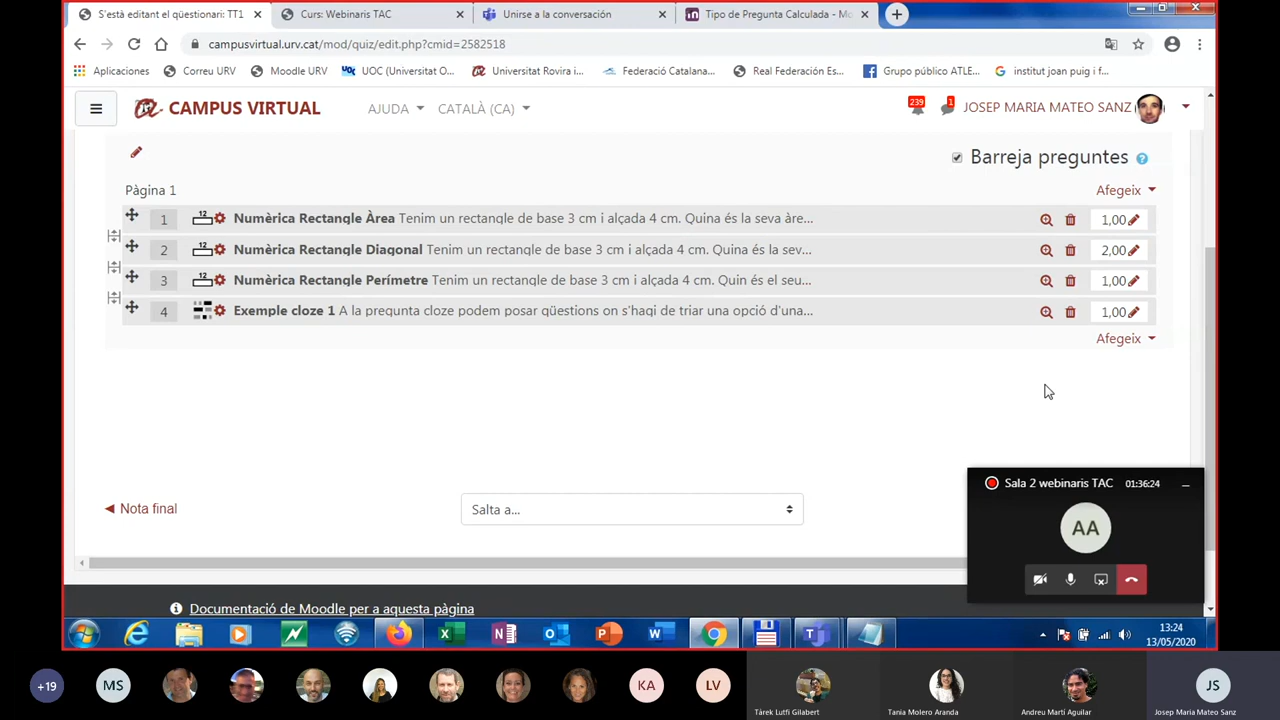 S'està editant el qüestionari: TT1
Curs: Webinaris TAC
Unirse a la conversación
Tipo de Pregunta Calculada - Mo
campusvirtual.urv.cat/mod/quiz/edit.php?cmid=2582518
Aplicaciones
Correu URV
Moodle URV
UOC (Universitat O...
Universitat Rovira i...
Federació Catalana...
Real Federación Es...
Grupo público ATLE...
institut joan puig i f...
CAMPUS VIRTUAL
AJUDA
CATALÀ (CA)
239
1
JOSEP MARIA MATEO SANZ
Barreja preguntes
Pàgina 1
Afegeix
1 Numèrica Rectangle Àrea Tenim un rectangle de base 3 cm i alçada 4 cm. Quina és la seva àre... 1,00
2 Numèrica Rectangle Diagonal Tenim un rectangle de base 3 cm i alçada 4 cm. Quina és la sev... 2,00
3 Numèrica Rectangle Perímetre Tenim un rectangle de base 3 cm i alçada 4 cm. Quin és el seu... 1,00
4 Exemple cloze 1 A la pregunta cloze podem posar qüestions on s'hagi de triar una opció d'una... 1,00
Afegeix
◄ Nota final
Salta a...
Sala 2 webinaris TAC 01:36:24
AA
Documentació de Moodle per a aquesta pàgina
13:24
13/05/2020
+19
MS
KA
LV
JS
Tàrek Lutfi Gilabert
Tania Molero Aranda
Andreu Martí Aguilar
Josep Maria Mateo Sanz